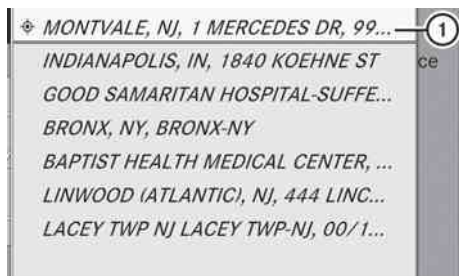 MONTVALE, NJ, 1 MERCEDES DR, 99... 1
INDIANAPOLIS, IN, 1840 KOEHNE ST ce
GOOD SAMARITAN HOSPITAL-SUFFE...
BRONX, NY, BRONX-NY
BAPTIST HEALTH MEDICAL CENTER, ...
LINWOOD (ATLANTIC), NJ, 444 LINC...
LACEY TWP NJ LACEY TWP-NJ, 00/1...